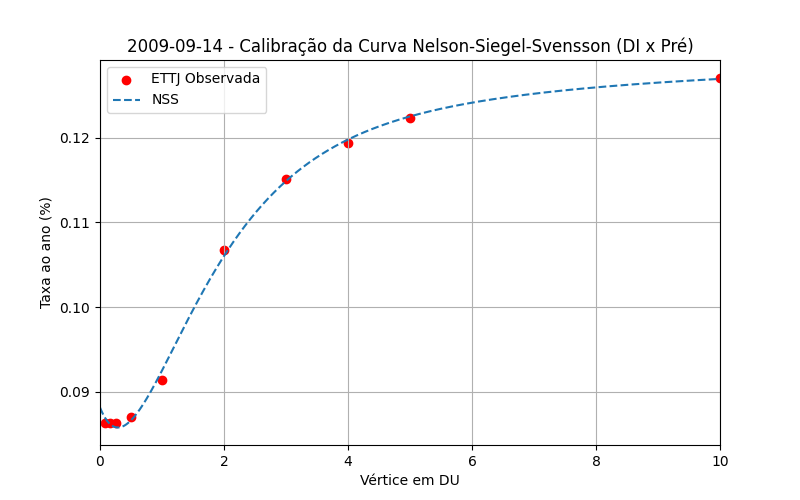 2009-09-14 - Calibração da Curva Nelson-Siegel-Svensson (DI x Pré)
ETTJ Observada
NSS
Taxa ao ano (%)
0.12
0.11
0.10
0.09
0 2 4 6 8 10
Vértice em DU